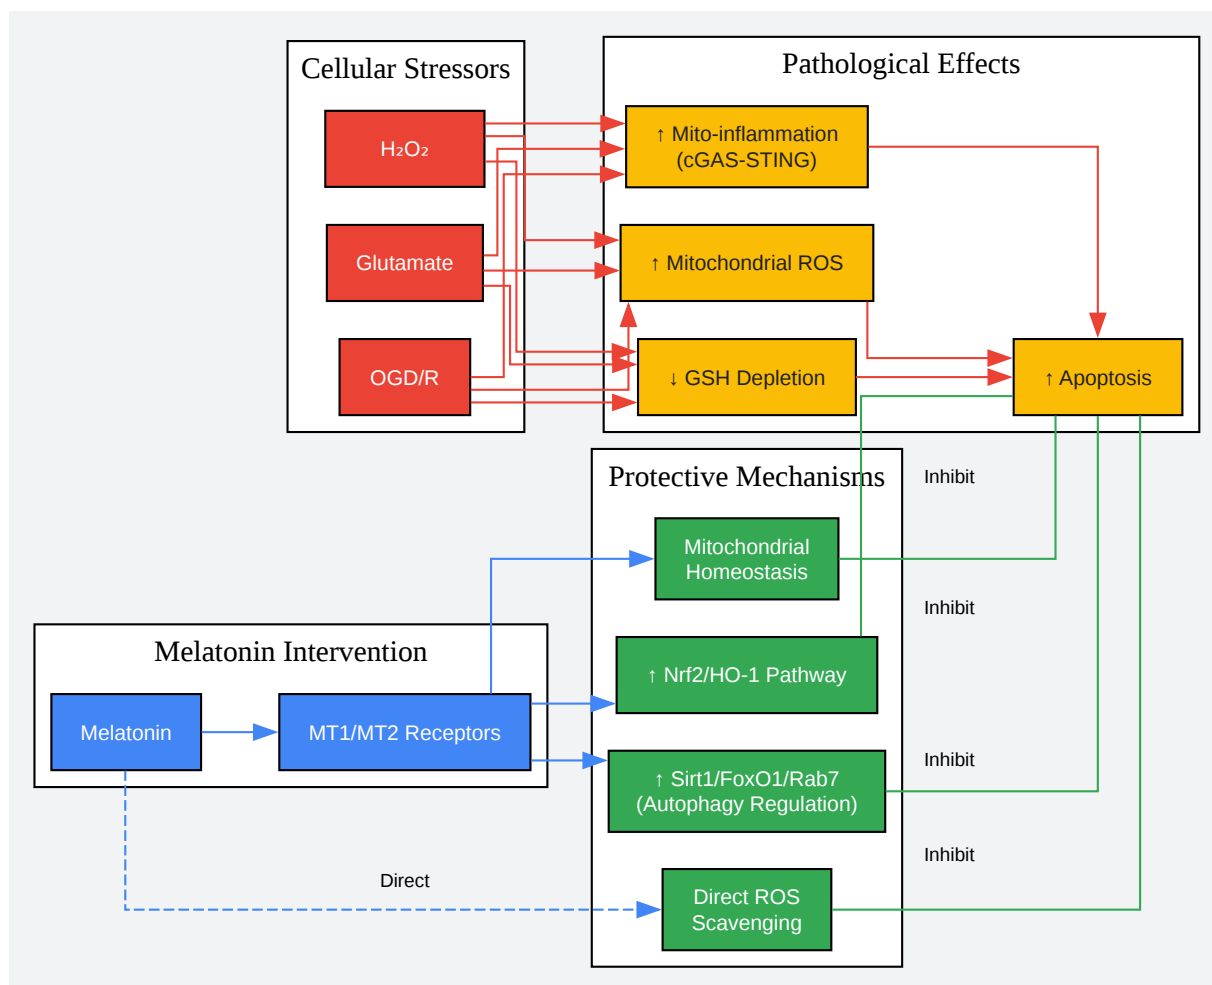 Cellular Stressors
H₂O₂
Glutamate
OGD/R
Pathological Effects
↑ Mito-inflammation
(cGAS-STING)
↑ Mitochondrial ROS
↓ GSH Depletion
↑ Apoptosis
Protective Mechanisms
Mitochondrial
Homeostasis
↑ Nrf2/HO-1 Pathway
↑ Sirt1/FoxO1/Rab7
(Autophagy Regulation)
Direct ROS
Scavenging
Inhibit
Inhibit
Inhibit
Inhibit
Melatonin Intervention
Melatonin
MT1/MT2 Receptors
Direct